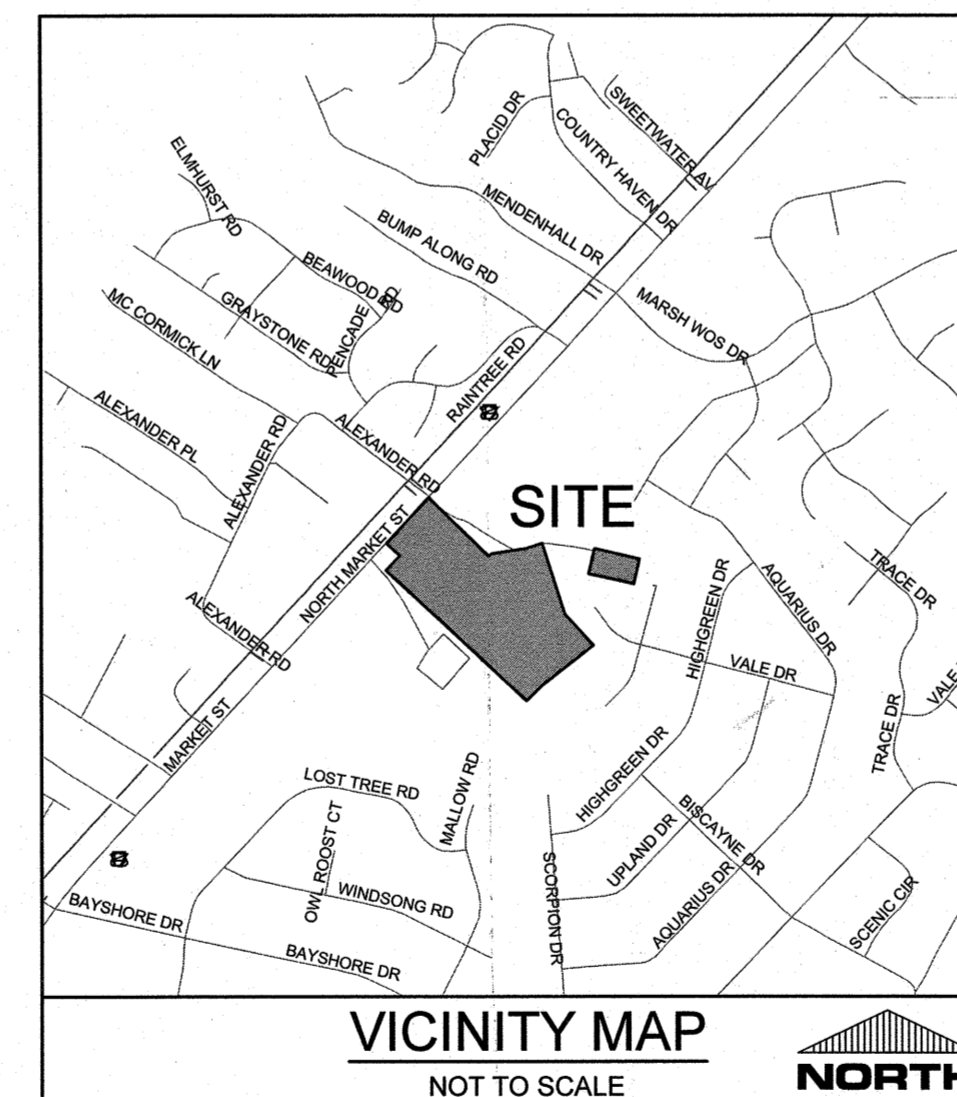 SWEETWATER AV
PLACID DR
COUNTRY HAVEN DR
ELMHURST RD
MENDENHALL DR
BUMP ALONG RD
BEAWOOD RD
MARSH WOS DR
MC CORMICK LN
GRAYSTONE RD
PENCADE
RAINTREE RD
ALEXANDER PL
ALEXANDER RD
ALEXANDER RD
SITE
NORTH MARKET ST
TRACE DR
AQUARIUS DR
HIGHGREEN DR
ALEXANDER RD
VALE DR
VALE
TRACE DR
MARKET ST
HIGHGREEN DR
LOST TREE RD
MALLOW RD
OWL ROOST CT
UPLAND DR
BISCAYNE DR
WINDSONG RD
SCORPION DR
AQUARIUS DR
SCENIC CIR
BAYSHORE DR
BAYSHORE DR
VICINITY MAP
NOT TO SCALE
NORTH